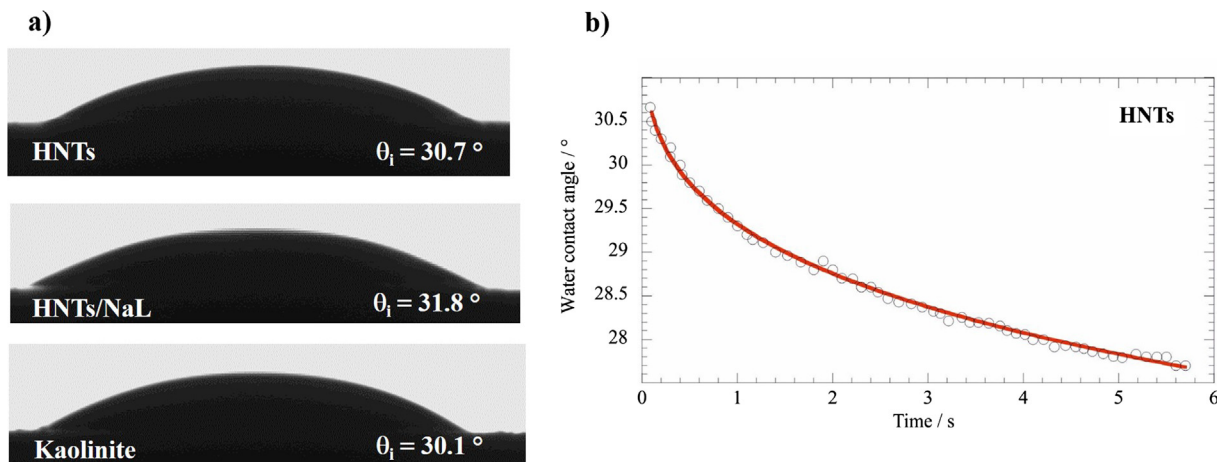 a)
HNTs
θi = 30.7 °
HNTs/NaL
θi = 31.8 °
Kaolinite
θi = 30.1 °
b)
HNTs
Water contact angle / °
30.5
30
29.5
29
28.5
28
0 1 2 3 4 5 6
Time / s